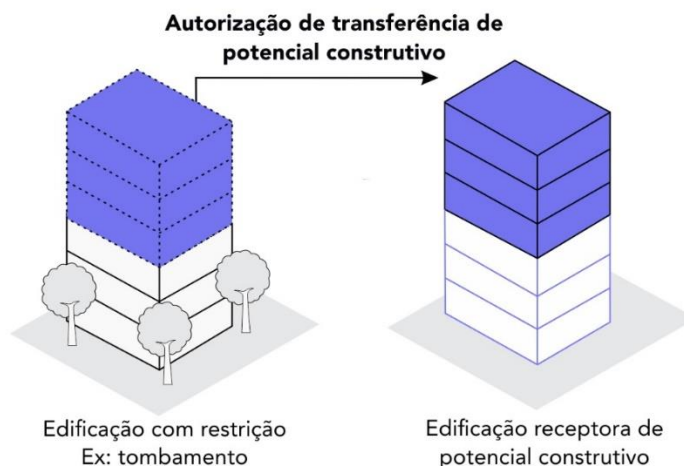 Autorização de transferência de
potencial construtivo
Edificação com restrição
Ex: tombamento
Edificação receptora de
potencial construtivo